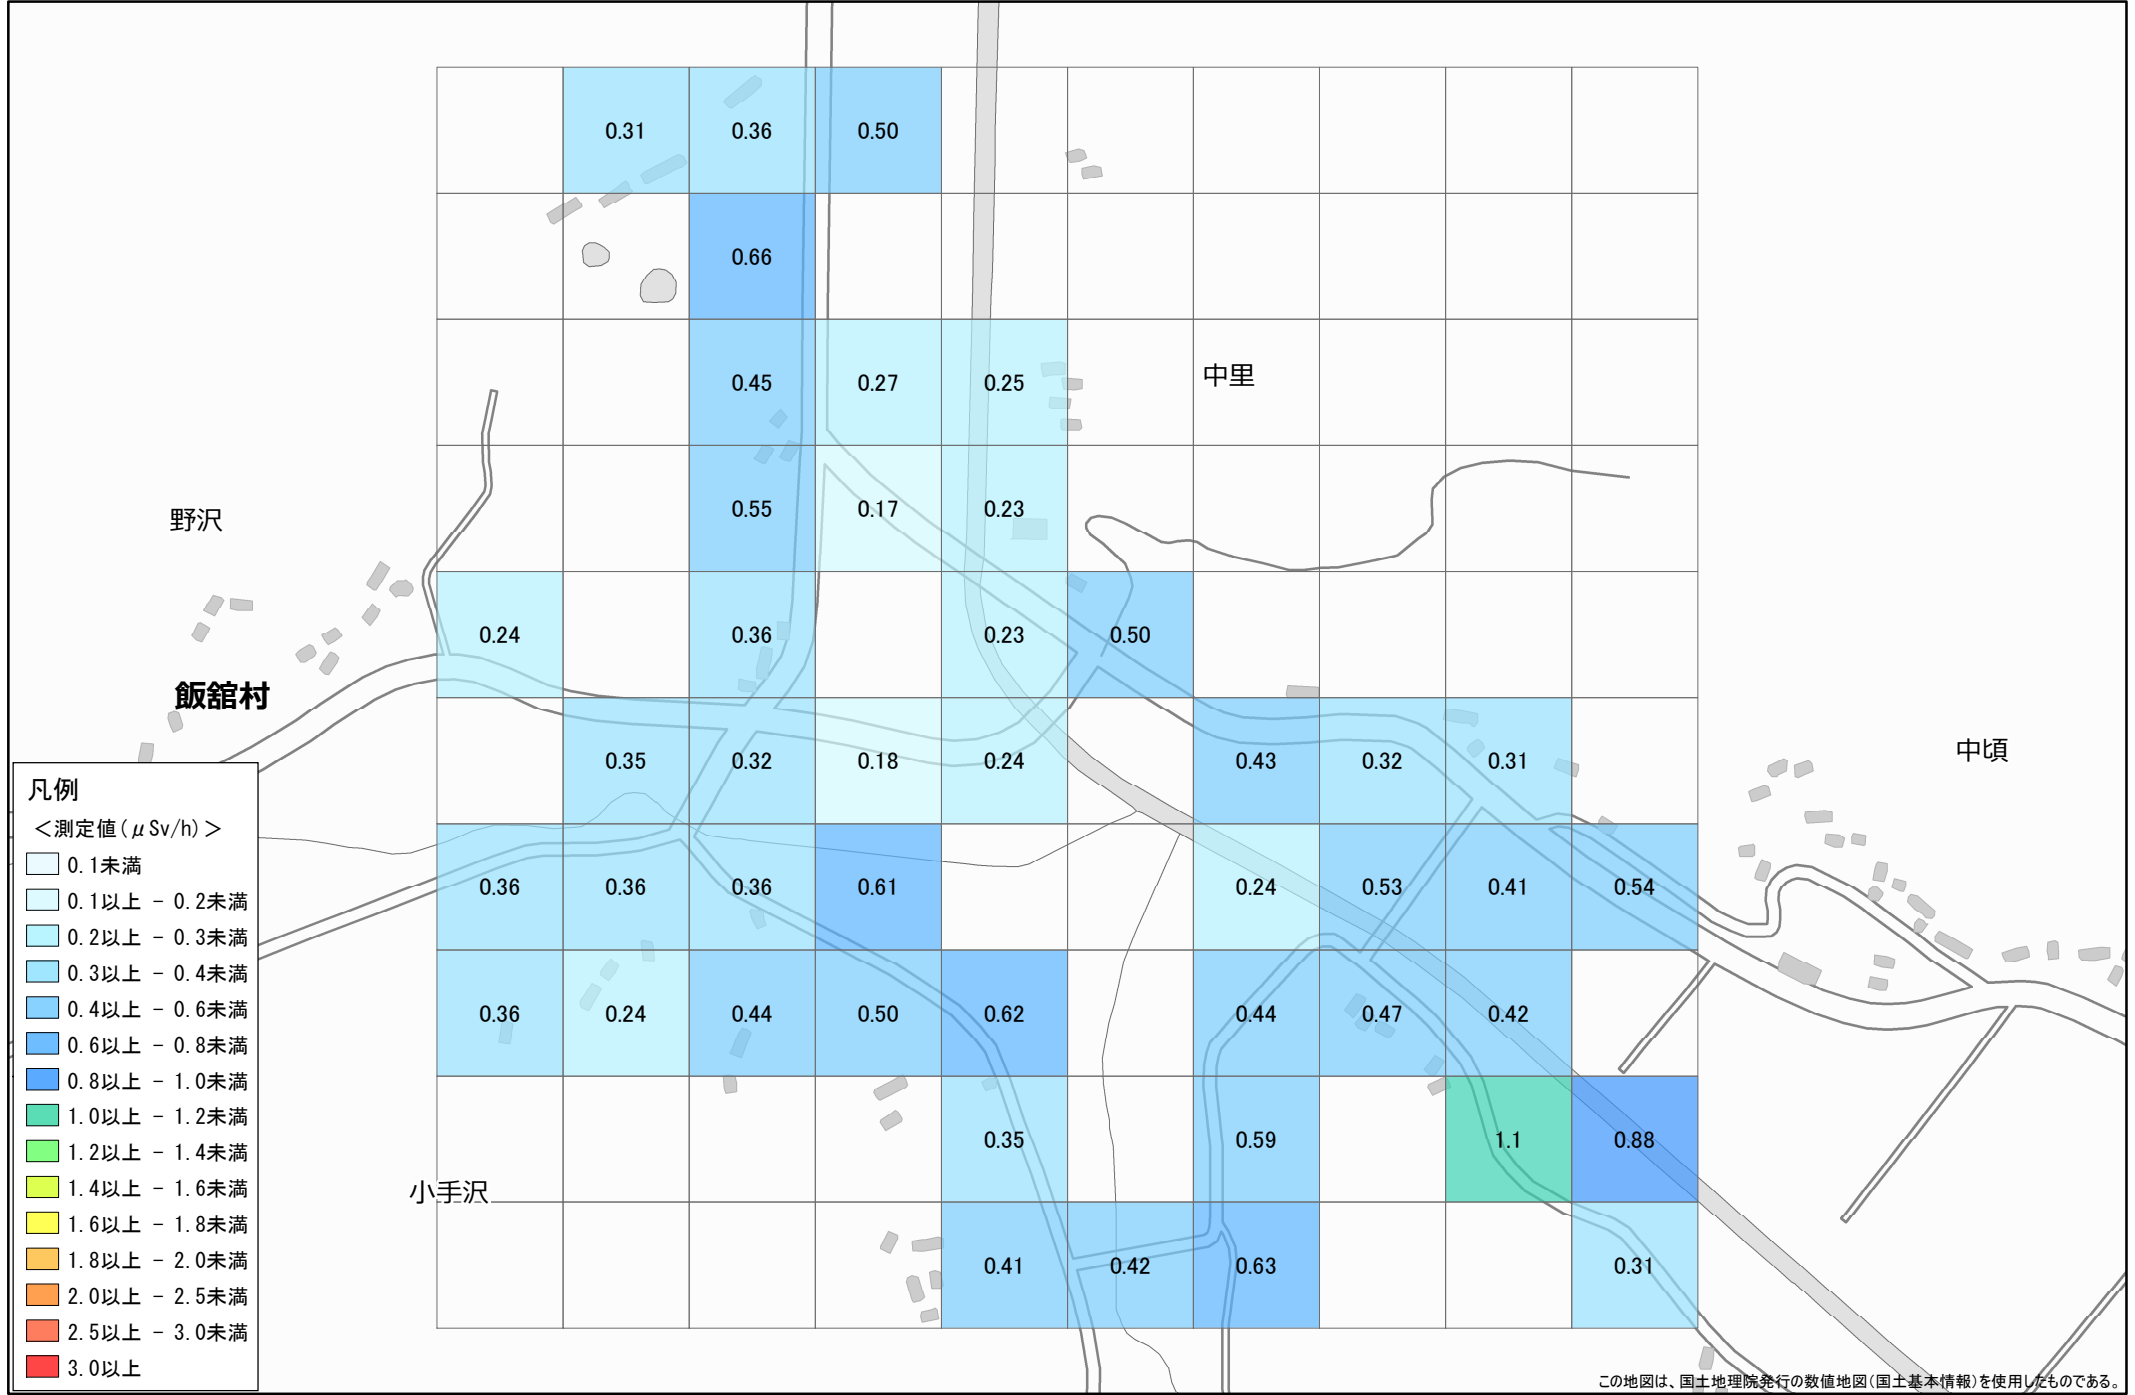 0.31 0.36 0.50
0.66
0.45 0.27 0.25
中里
0.55 0.17 0.23
野沢
0.24 0.36 0.23 0.50
飯舘村
0.35 0.32 0.18 0.24 0.43 0.32 0.31
中頃
0.36 0.36 0.36 0.61 0.24 0.53 0.41 0.54
0.36 0.24 0.44 0.50 0.62 0.44 0.47 0.42
0.35 0.59 1.1 0.88
小手沢
0.41 0.42 0.63 0.31
凡例
＜測定値(μSv/h)＞
0.1未満
0.1以上 － 0.2未満
0.2以上 － 0.3未満
0.3以上 － 0.4未満
0.4以上 － 0.6未満
0.6以上 － 0.8未満
0.8以上 － 1.0未満
1.0以上 － 1.2未満
1.2以上 － 1.4未満
1.4以上 － 1.6未満
1.6以上 － 1.8未満
1.8以上 － 2.0未満
2.0以上 － 2.5未満
2.5以上 － 3.0未満
3.0以上
この地図は、国土地理院発行の数値地図(国土基本情報)を使用したものである。